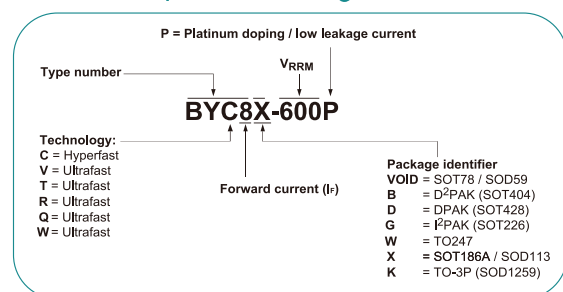 P = Platinum doping / low leakage current
Type number
VRRM
BYC8X-600P
Technology:
C = Hyperfast
V = Ultrafast
T = Ultrafast
R = Ultrafast
Q = Ultrafast
W = Ultrafast
Forward current (IF)
Package identifier
VOID = SOT78 / SOD59
B = D²PAK (SOT404)
D = DPAK (SOT428)
G = I²PAK (SOT226)
W = TO247
X = SOT186A / SOD113
K = TO-3P (SOD1259)